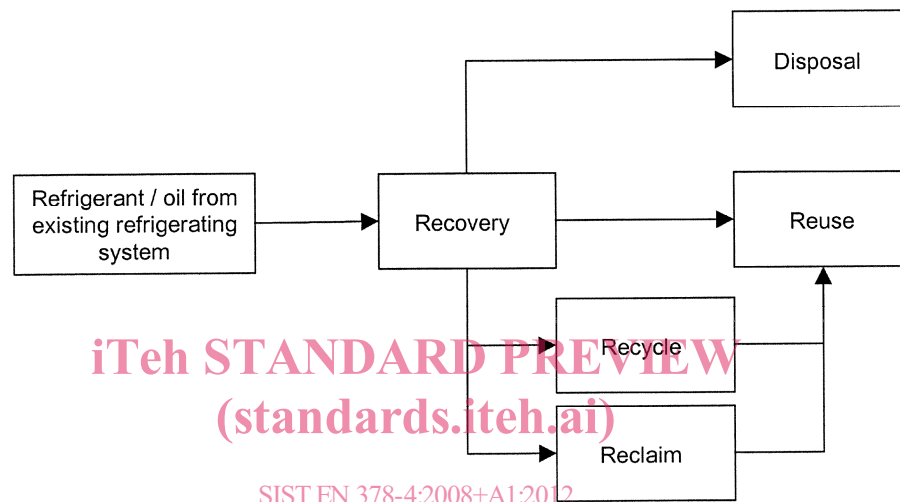 Disposal
Refrigerant / oil from
existing refrigerating
system
Recovery
Reuse
iTeh STANDARD PREVIEW
Recycle
(standards.iteh.ai)
Reclaim
SIST EN 378-4:2008+A1:2012